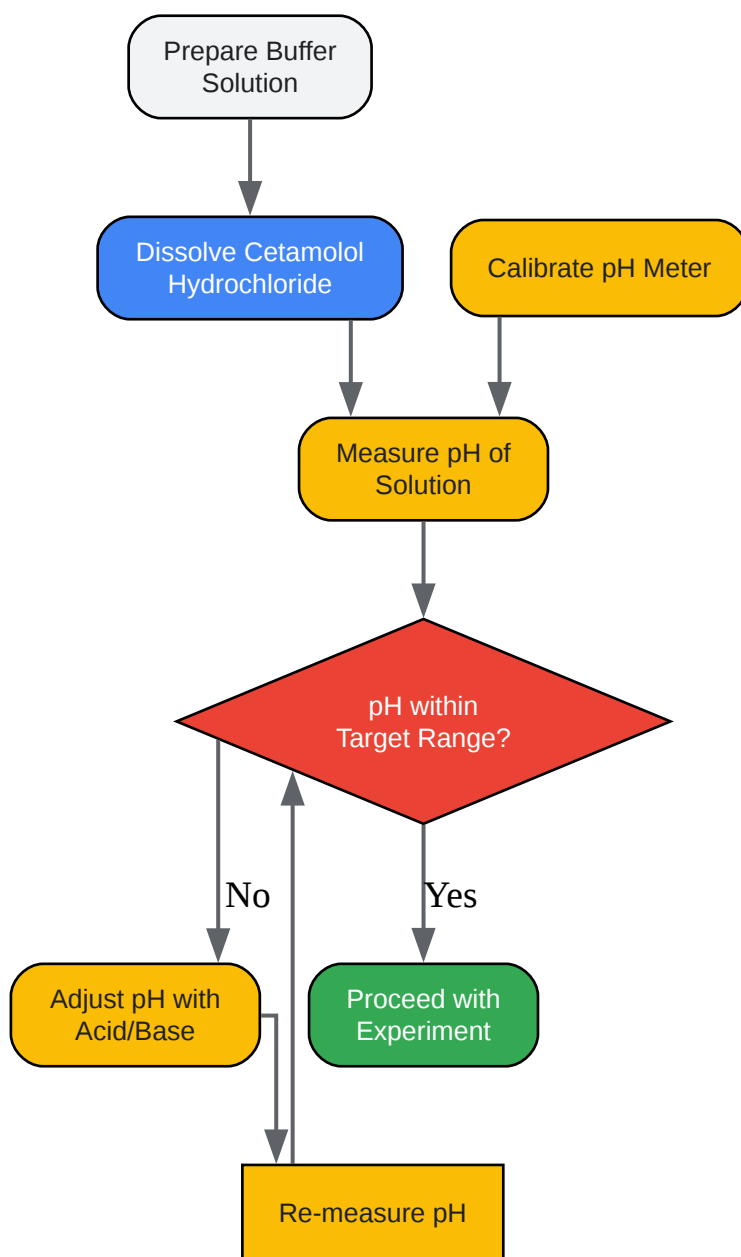 Prepare Buffer
Solution
Dissolve Cetamolol
Hydrochloride
Calibrate pH Meter
Measure pH of
Solution
pH within
Target Range?
No
Yes
Adjust pH with
Acid/Base
Proceed with
Experiment
Re-measure pH